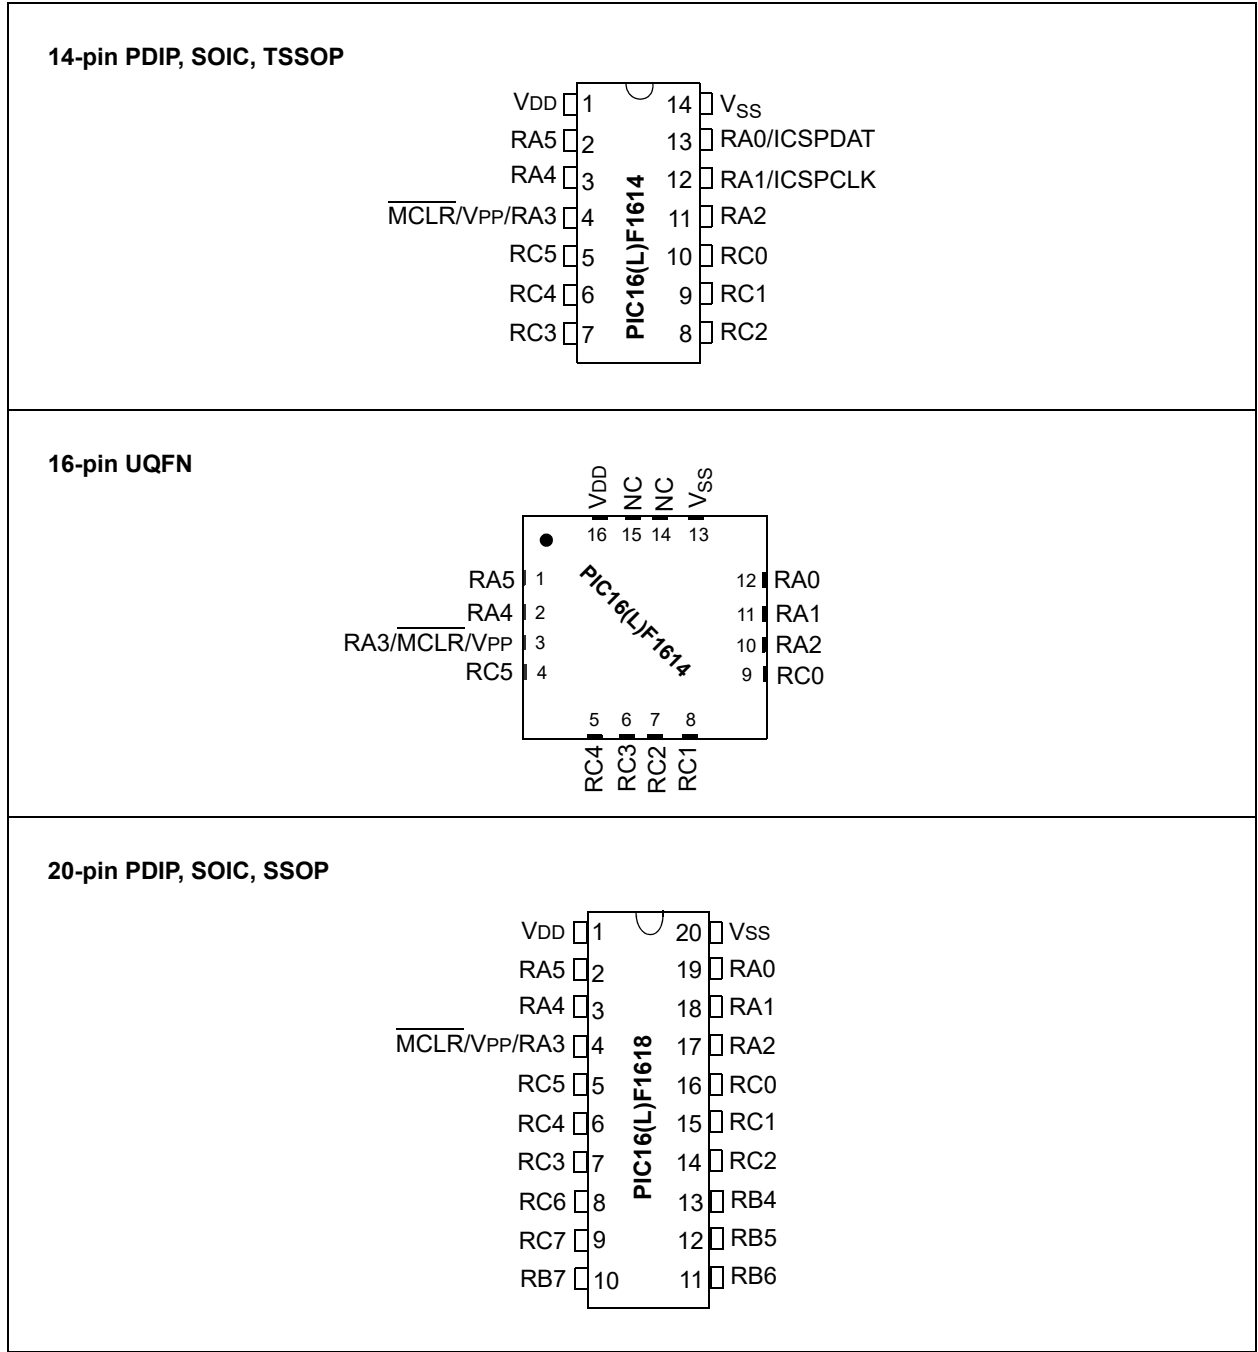 14-pin PDIP, SOIC, TSSOP
VDD 1 14 VSS
RA5 2 13 RA0/ICSPDAT
RA4 3 12 RA1/ICSPCLK
MCLR/VPP/RA3 4 11 RA2
RC5 5 10 RC0
RC4 6 9 RC1
RC3 7 8 RC2
PIC16(L)F1614
16-pin UQFN
VDD NC NC VSS
16 15 14 13
RA5 1 12 RA0
RA4 2 11 RA1
RA3/MCLR/VPP 3 10 RA2
RC5 4 9 RC0
PIC16(L)F1614
5 6 7 8
RC4 RC3 RC2 RC1
20-pin PDIP, SOIC, SSOP
VDD 1 20 VSS
RA5 2 19 RA0
RA4 3 18 RA1
MCLR/VPP/RA3 4 17 RA2
RC5 5 16 RC0
RC4 6 15 RC1
RC3 7 14 RC2
RC6 8 13 RB4
RC7 9 12 RB5
RB7 10 11 RB6
PIC16(L)F1618